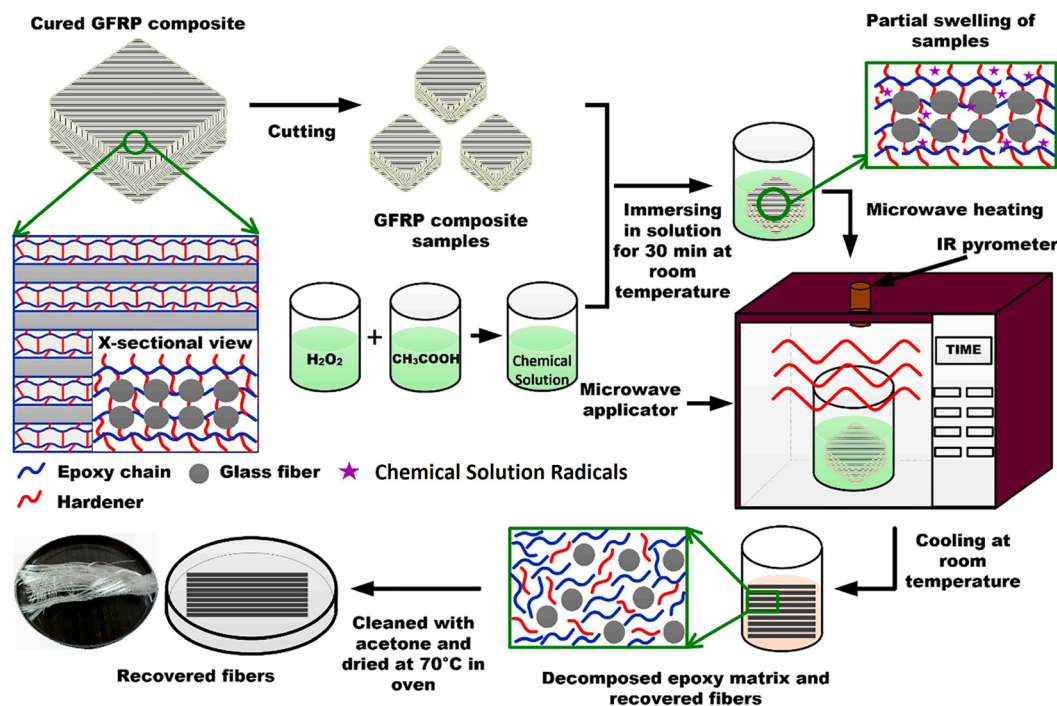 Cured GFRP composite
Cutting
GFRP composite
samples
X-sectional view
H₂O₂
+
CH₃COOH
Chemical
Solution
Immersing
in solution
for 30 min at
room
temperature
Partial swelling of
samples
Microwave heating
IR pyrometer
Microwave
applicator
TIME
Epoxy chain
Glass fiber
Chemical Solution Radicals
Hardener
Cooling at
room
temperature
Decomposed epoxy matrix and
recovered fibers
Cleaned with
acetone and
dried at 70°C in
oven
Recovered fibers